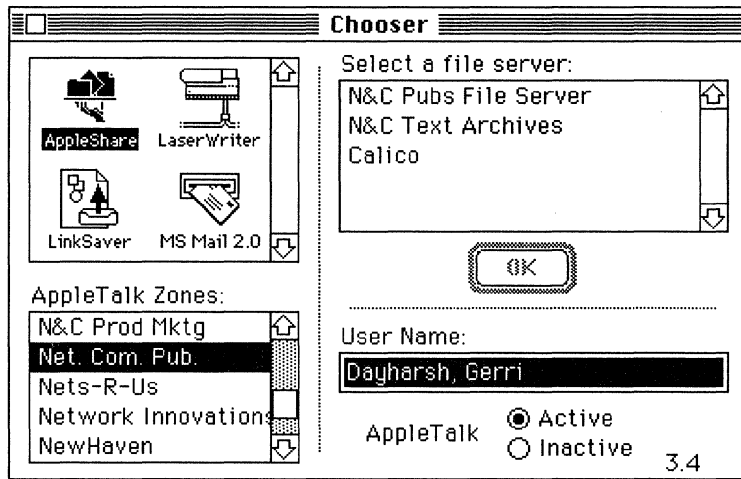 Chooser
AppleShare
LaserWriter
LinkSaver
MS Mail 2.0
AppleTalk Zones:
N&C Prod Mktg
Net. Com. Pub.
Nets-R-Us
Network Innovations
NewHaven
Select a file server:
N&C Pubs File Server
N&C Text Archives
Calico
OK
User Name:
Dayharsh, Gerri
AppleTalk
Active
Inactive
3.4